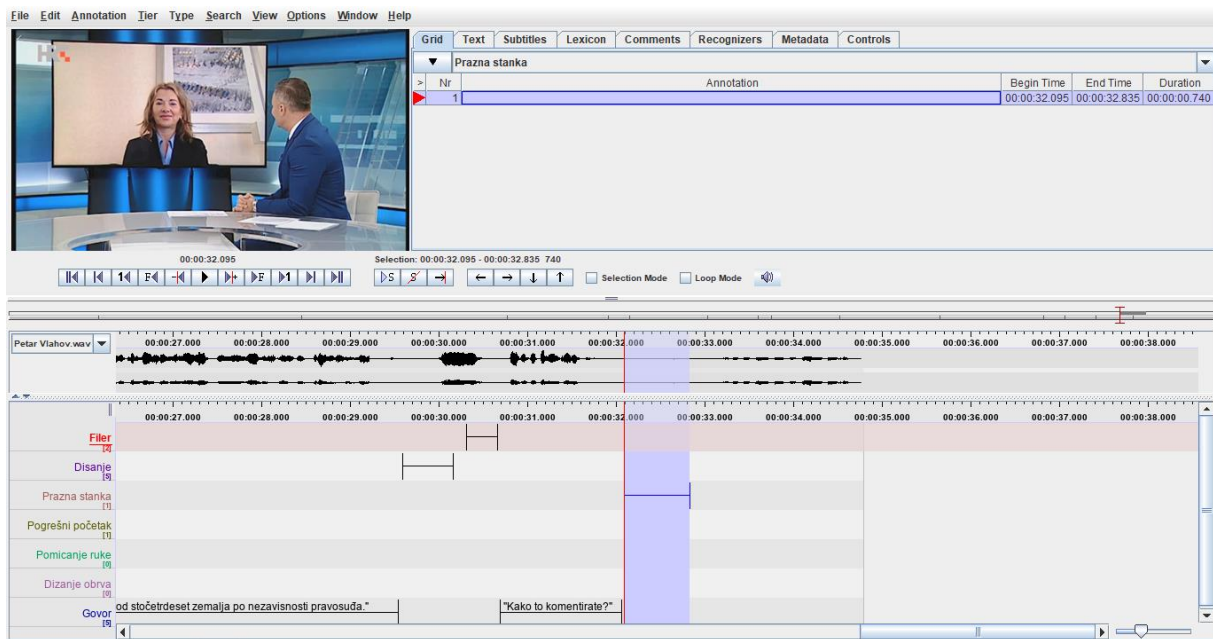 File Edit Annotation Tier Type Search View Options Window Help
HR
Grid Text Subtitles Lexicon Comments Recognizers Metadata Controls
Prazna stanka
> Nr Annotation Begin Time End Time Duration
1 00:00:32.095 00:00:32.835 00:00:00.740
00:00:32.095 Selection: 00:00:32.095 - 00:00:32.835 740
1 F F 1 S S Selection Mode Loop Mode
Petar Vlahov.wav 00:00:27.000 00:00:28.000 00:00:29.000 00:00:30.000 00:00:31.000 00:00:32.000 00:00:33.000 00:00:34.000 00:00:35.000 00:00:36.000 00:00:37.000 00:00:38.000
00:00:27.000 00:00:28.000 00:00:29.000 00:00:30.000 00:00:31.000 00:00:32.000 00:00:33.000 00:00:34.000 00:00:35.000 00:00:36.000 00:00:37.000 00:00:38.000
Filer
[2]
Disanje
[5]
Prazna stanka
[1]
Pogrešni početak
[1]
Pomicanje ruke
[0]
Dizanje obrva
[0]
od stočetrdeset zemalja po nezavisnosti pravosuđa." "Kako to komentirate?"
Govor
[5]